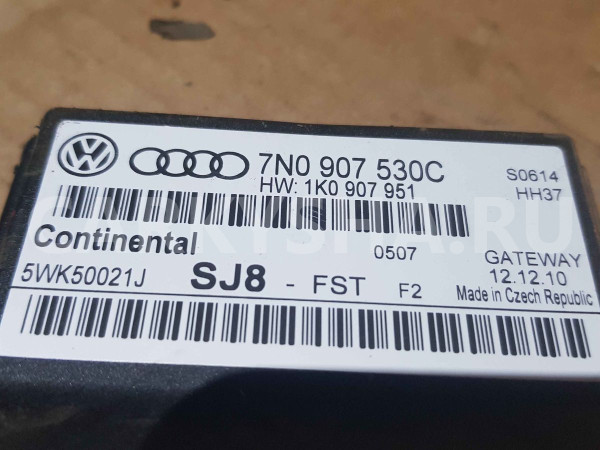 7N0 907 530C
HW: 1K0 907 951
S0614
HH37
Continental
0507
GATEWAY
5WK50021J
SJ8 - FST F2
12.12.10
Made in Czech Republic